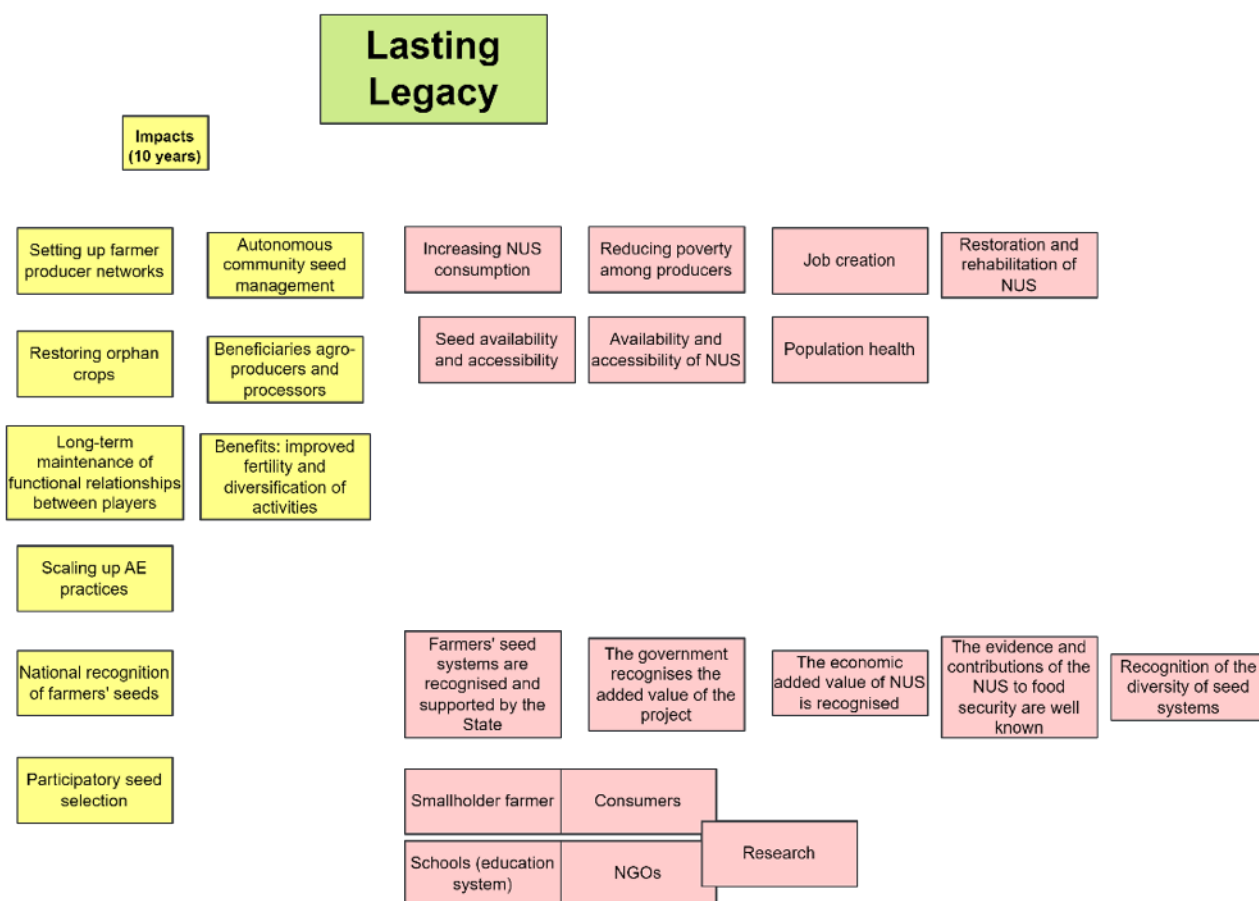 Lasting
Legacy
Impacts
(10 years)
Setting up farmer
producer networks
Autonomous
community seed
management
Increasing NUS
consumption
Reducing poverty
among producers
Job creation
Restoration and
rehabilitation of
NUS
Restoring orphan
crops
Beneficiaries agro-
producers and
processors
Seed availability
and accessibility
Availability and
accessibility of NUS
Population health
Long-term
maintenance of
functional relationships
between players
Benefits: improved
fertility and
diversification of
activities
Scaling up AE
practices
National recognition
of farmers' seeds
Farmers' seed
systems are
recognised and
supported by the
State
The government
recognises the
added value of the
project
The economic
added value of NUS
is recognised
The evidence and
contributions of the
NUS to food
security are well
known
Recognition of the
diversity of seed
systems
Participatory seed
selection
Smallholder farmer
Consumers
Research
Schools (education
system)
NGOs